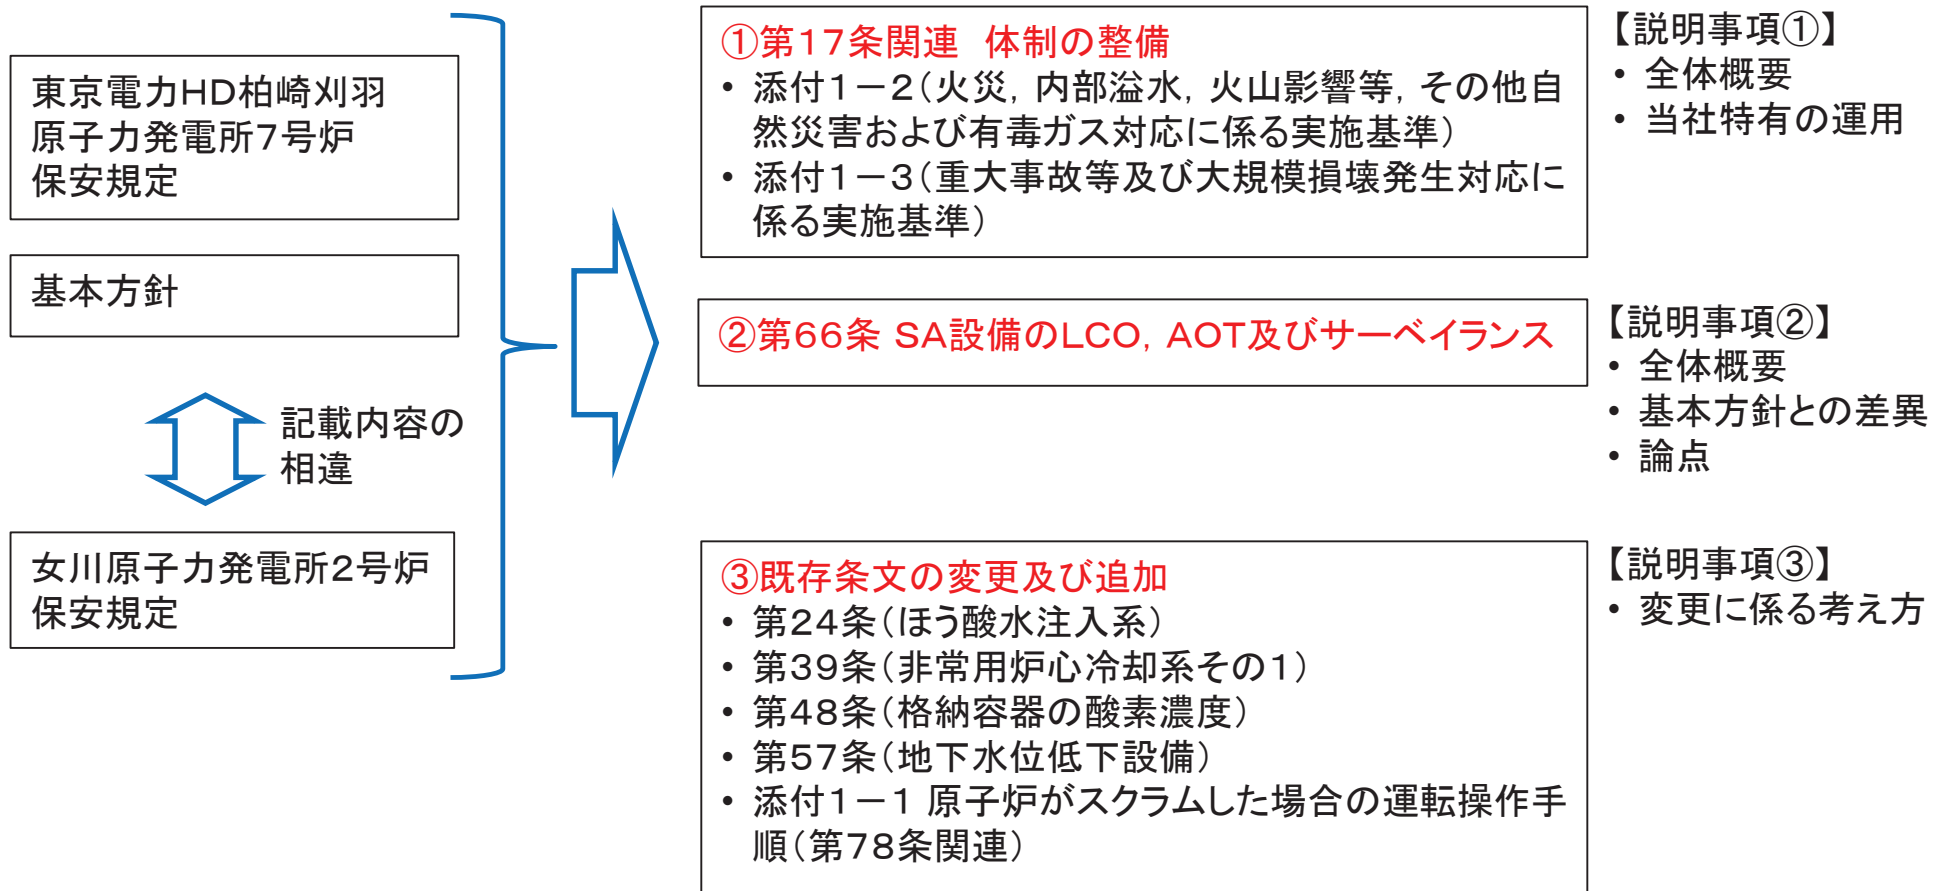 東京電力HD柏崎刈羽
原子力発電所7号炉
保安規定
基本方針
記載内容の
相違
女川原子力発電所2号炉
保安規定
①第17条関連　体制の整備
• 添付1－2（火災，内部溢水，火山影響等，その他自
然災害および有毒ガス対応に係る実施基準）
• 添付1－3（重大事故等及び大規模損壊発生対応に
係る実施基準）
【説明事項①】
• 全体概要
• 当社特有の運用
②第66条 SA設備のLCO，AOT及びサーベイランス
【説明事項②】
• 全体概要
• 基本方針との差異
• 論点
③既存条文の変更及び追加
• 第24条（ほう酸水注入系）
• 第39条（非常用炉心冷却系その1）
• 第48条（格納容器の酸素濃度）
• 第57条（地下水位低下設備）
• 添付1－1 原子炉がスクラムした場合の運転操作手
順（第78条関連）
【説明事項③】
• 変更に係る考え方